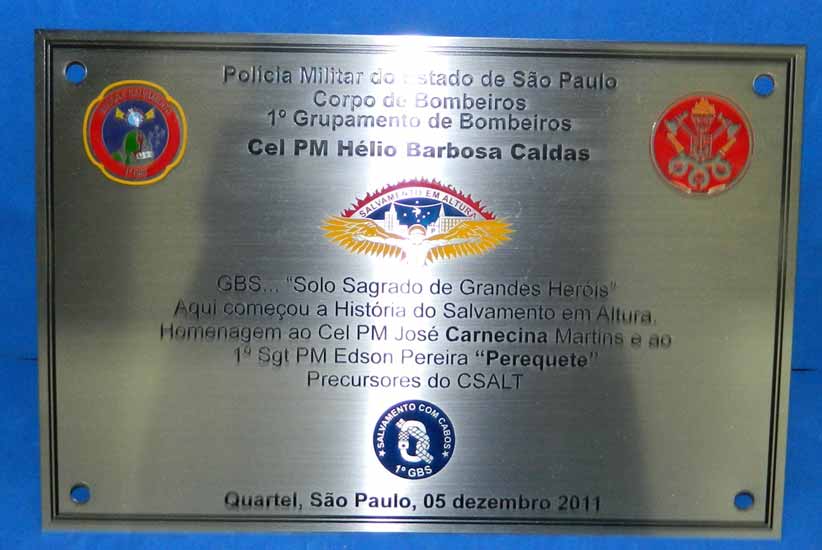 Polícia Militar do Estado de São Paulo
Corpo de Bombeiros
1º Grupamento de Bombeiros
Cel PM Hélio Barbosa Caldas
SALVAMENTO EM ALTURA
GBS... "Solo Sagrado de Grandes Heróis"
Aqui começou a História do Salvamento em Altura.
Homenagem ao Cel PM José Carnecina Martins e ao
1º Sgt PM Edson Pereira “Perequete”
Precursores do CSALT
SALVAMENTO COM CABOS
1º GBS
Quartel, São Paulo, 05 dezembro 2011